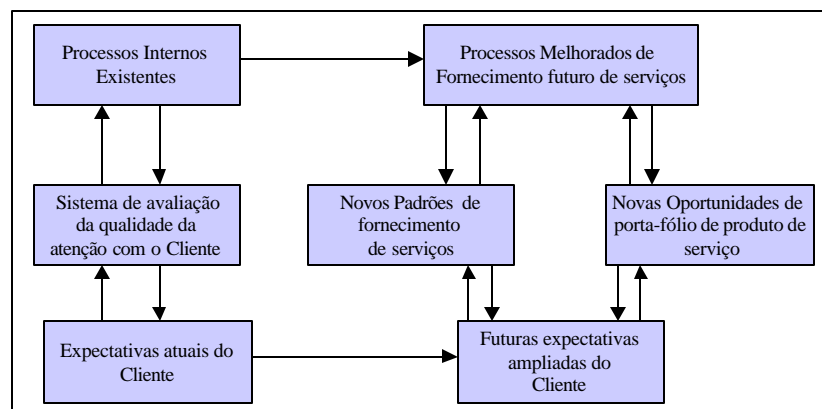 Processos Internos
Existentes
Processos Melhorados de
Fornecimento futuro de serviços
Sistema de avaliação
da qualidade da
atenção com o Cliente
Novos Padrões de
fornecimento
de serviços
Novas Oportunidades de
porta-fólio de produto de
serviço
Expectativas atuais do
Cliente
Futuras expectativas
ampliadas do
Cliente